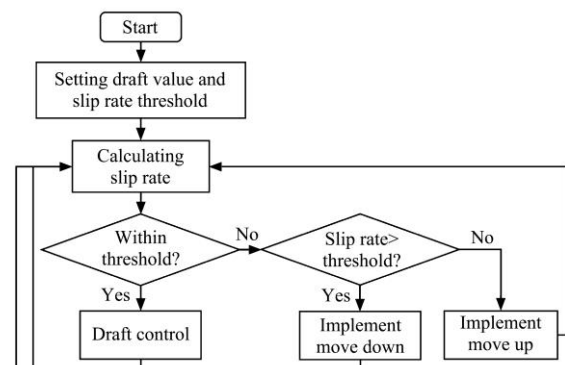 Start
Setting draft value and
slip rate threshold
Calculating
slip rate
Within
threshold?
No
Slip rate>
threshold?
No
Yes
Yes
Draft control
Implement
move down
Implement
move up